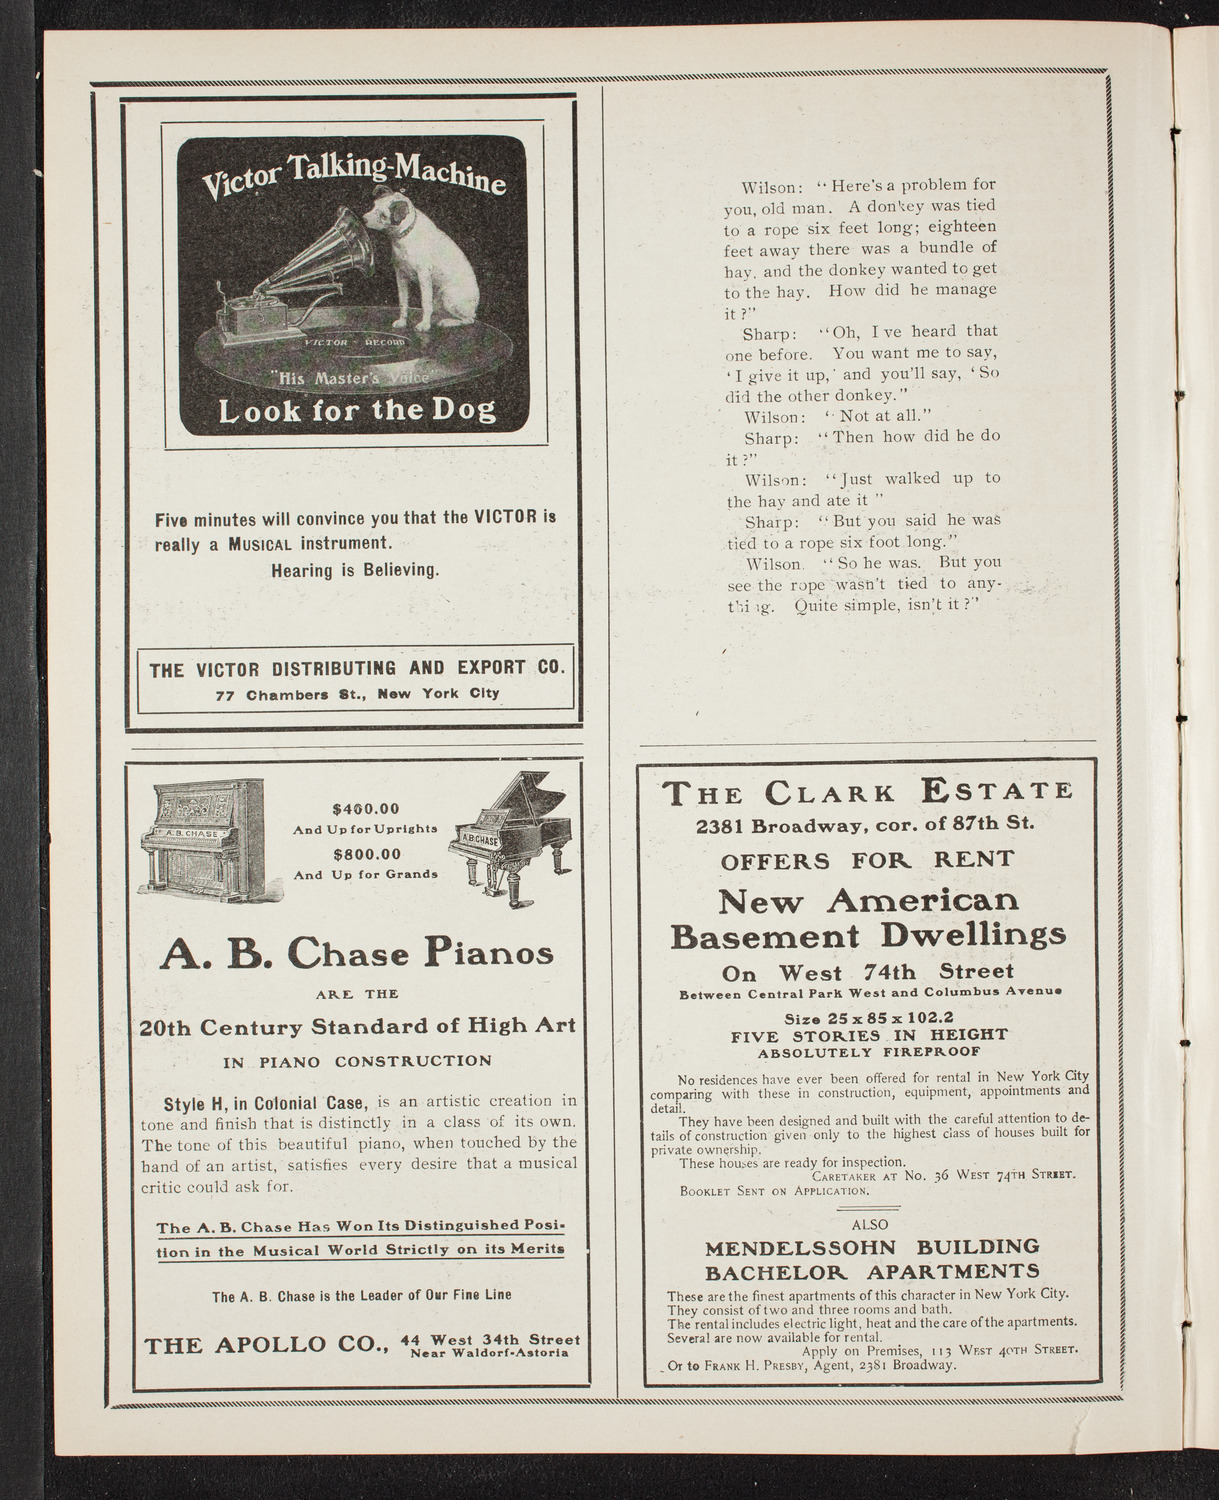 Victor Talking-Machine
VICTOR RECORD
"His Master's Voice"
Look for the Dog
Five minutes will convince you that the VICTOR is
really a MUSICAL instrument.
Hearing is Believing.
THE VICTOR DISTRIBUTING AND EXPORT CO.
77 Chambers St., New York City
A. B. CHASE
$400.00
And Up for Uprights
$800.00
And Up for Grands
A.B.CHASE
A. B. Chase Pianos
ARE THE
20th Century Standard of High Art
IN PIANO CONSTRUCTION
Style H, in Colonial Case, is an artistic creation in
tone and finish that is distinctly in a class of its own.
The tone of this beautiful piano, when touched by the
hand of an artist, satisfies every desire that a musical
critic could ask for.
The A. B. Chase Has Won Its Distinguished Posi-
tion in the Musical World Strictly on its Merits
The A. B. Chase is the Leader of Our Fine Line
THE APOLLO CO., 44 West 34th Street
Near Waldorf-Astoria
Wilson: "Here's a problem for
you, old man. A donkey was tied
to a rope six feet long; eighteen
feet away there was a bundle of
hay, and the donkey wanted to get
to the hay. How did he manage
it?"
Sharp: "Oh, I've heard that
one before. You want me to say,
'I give it up,' and you'll say, 'So
did the other donkey."
Wilson: "Not at all."
Sharp: "Then how did he do
it?"
Wilson: "Just walked up to
the hay and ate it"
Sharp: "But you said he was
tied to a rope six foot long."
Wilson. "So he was. But you
see the rope wasn't tied to any-
thing. Quite simple, isn't it?"
THE CLARK ESTATE
2381 Broadway, cor. of 87th St.
OFFERS FOR RENT
New American
Basement Dwellings
On West 74th Street
Between Central Park West and Columbus Avenue
Size 25 x 85 x 102.2
FIVE STORIES IN HEIGHT
ABSOLUTELY FIREPROOF
No residences have ever been offered for rental in New York City
comparing with these in construction, equipment, appointments and
detail.
They have been designed and built with the careful attention to de-
tails of construction given only to the highest class of houses built for
private ownership.
These houses are ready for inspection.
CARETAKER AT NO. 36 WEST 74TH STREET.
BOOKLET SENT ON APPLICATION.
ALSO
MENDELSSOHN BUILDING
BACHELOR APARTMENTS
These are the finest apartments of this character in New York City.
They consist of two and three rooms and bath.
The rental includes electric light, heat and the care of the apartments.
Several are now available for rental.
Apply on Premises, 113 WEST 40TH STREET.
Or to FRANK H. PRESBY, Agent, 2381 Broadway.